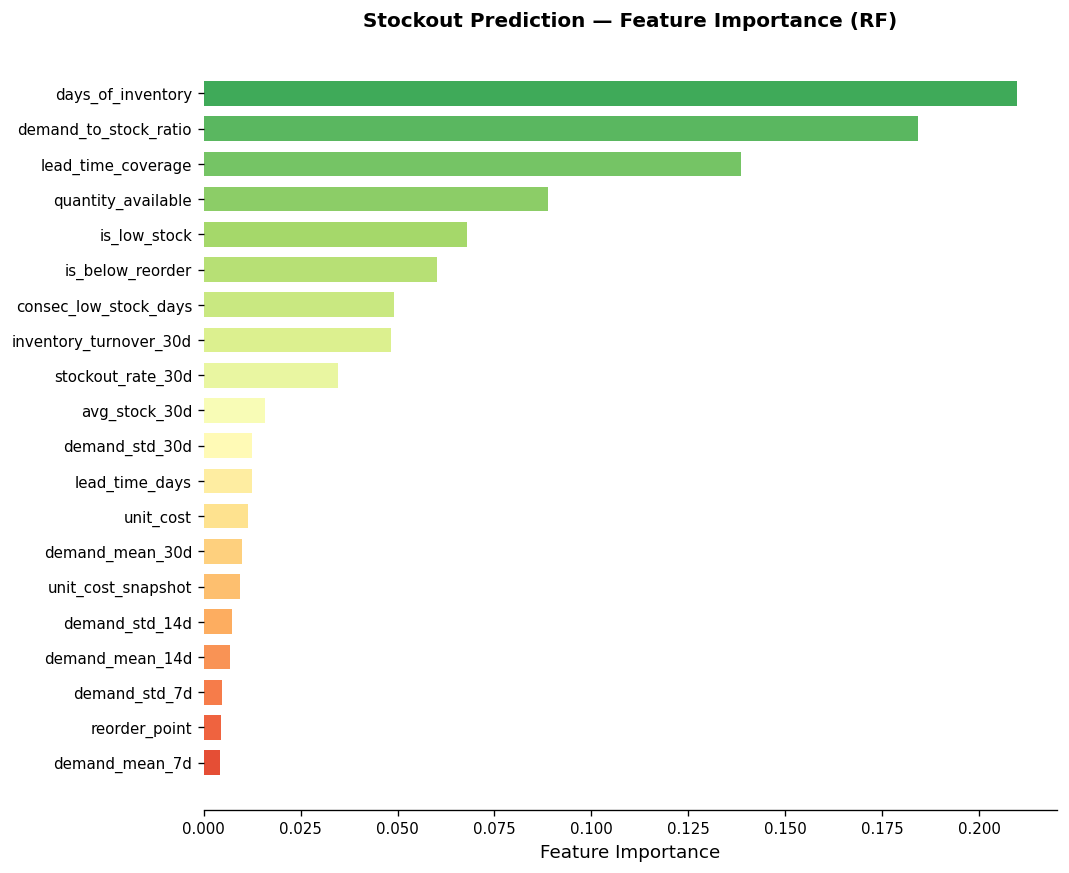 Stockout Prediction — Feature Importance (RF)
days_of_inventory
demand_to_stock_ratio
lead_time_coverage
quantity_available
is_low_stock
is_below_reorder
consec_low_stock_days
inventory_turnover_30d
stockout_rate_30d
avg_stock_30d
demand_std_30d
lead_time_days
unit_cost
demand_mean_30d
unit_cost_snapshot
demand_std_14d
demand_mean_14d
demand_std_7d
reorder_point
demand_mean_7d
0.000 0.025 0.050 0.075 0.100 0.125 0.150 0.175 0.200
Feature Importance